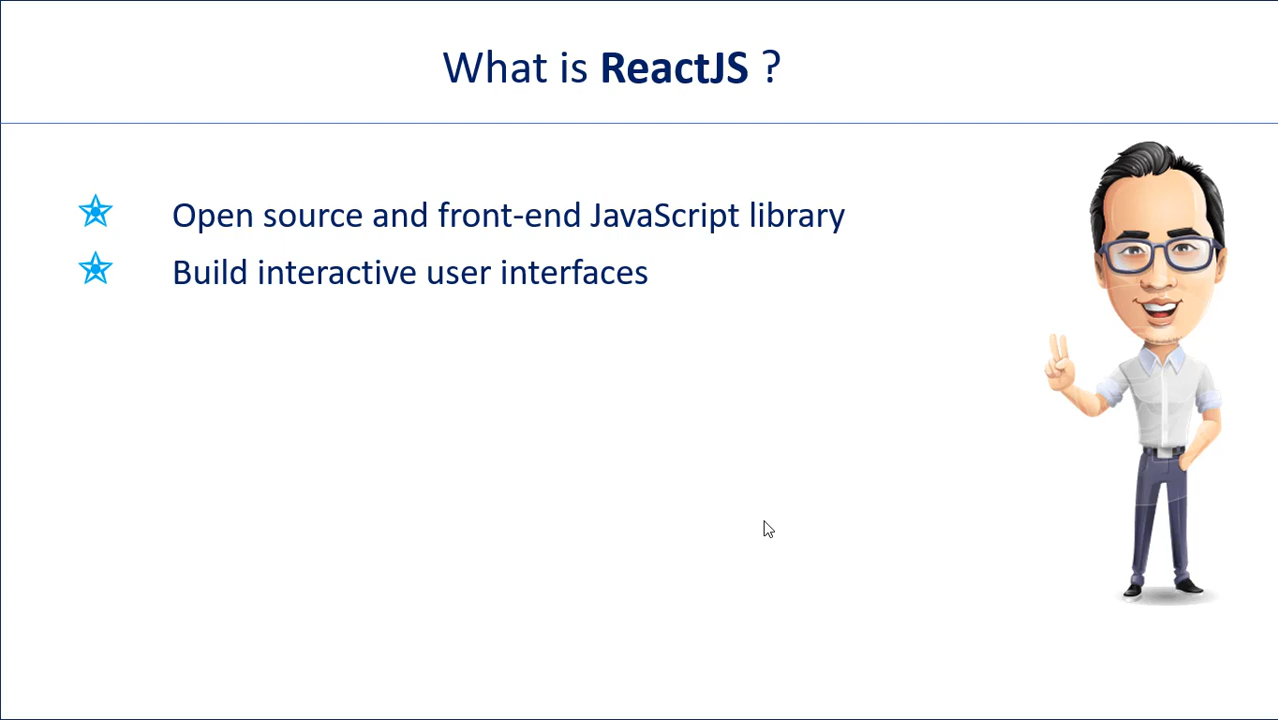 What is ReactJS ?
Open source and front-end JavaScript library
Build interactive user interfaces